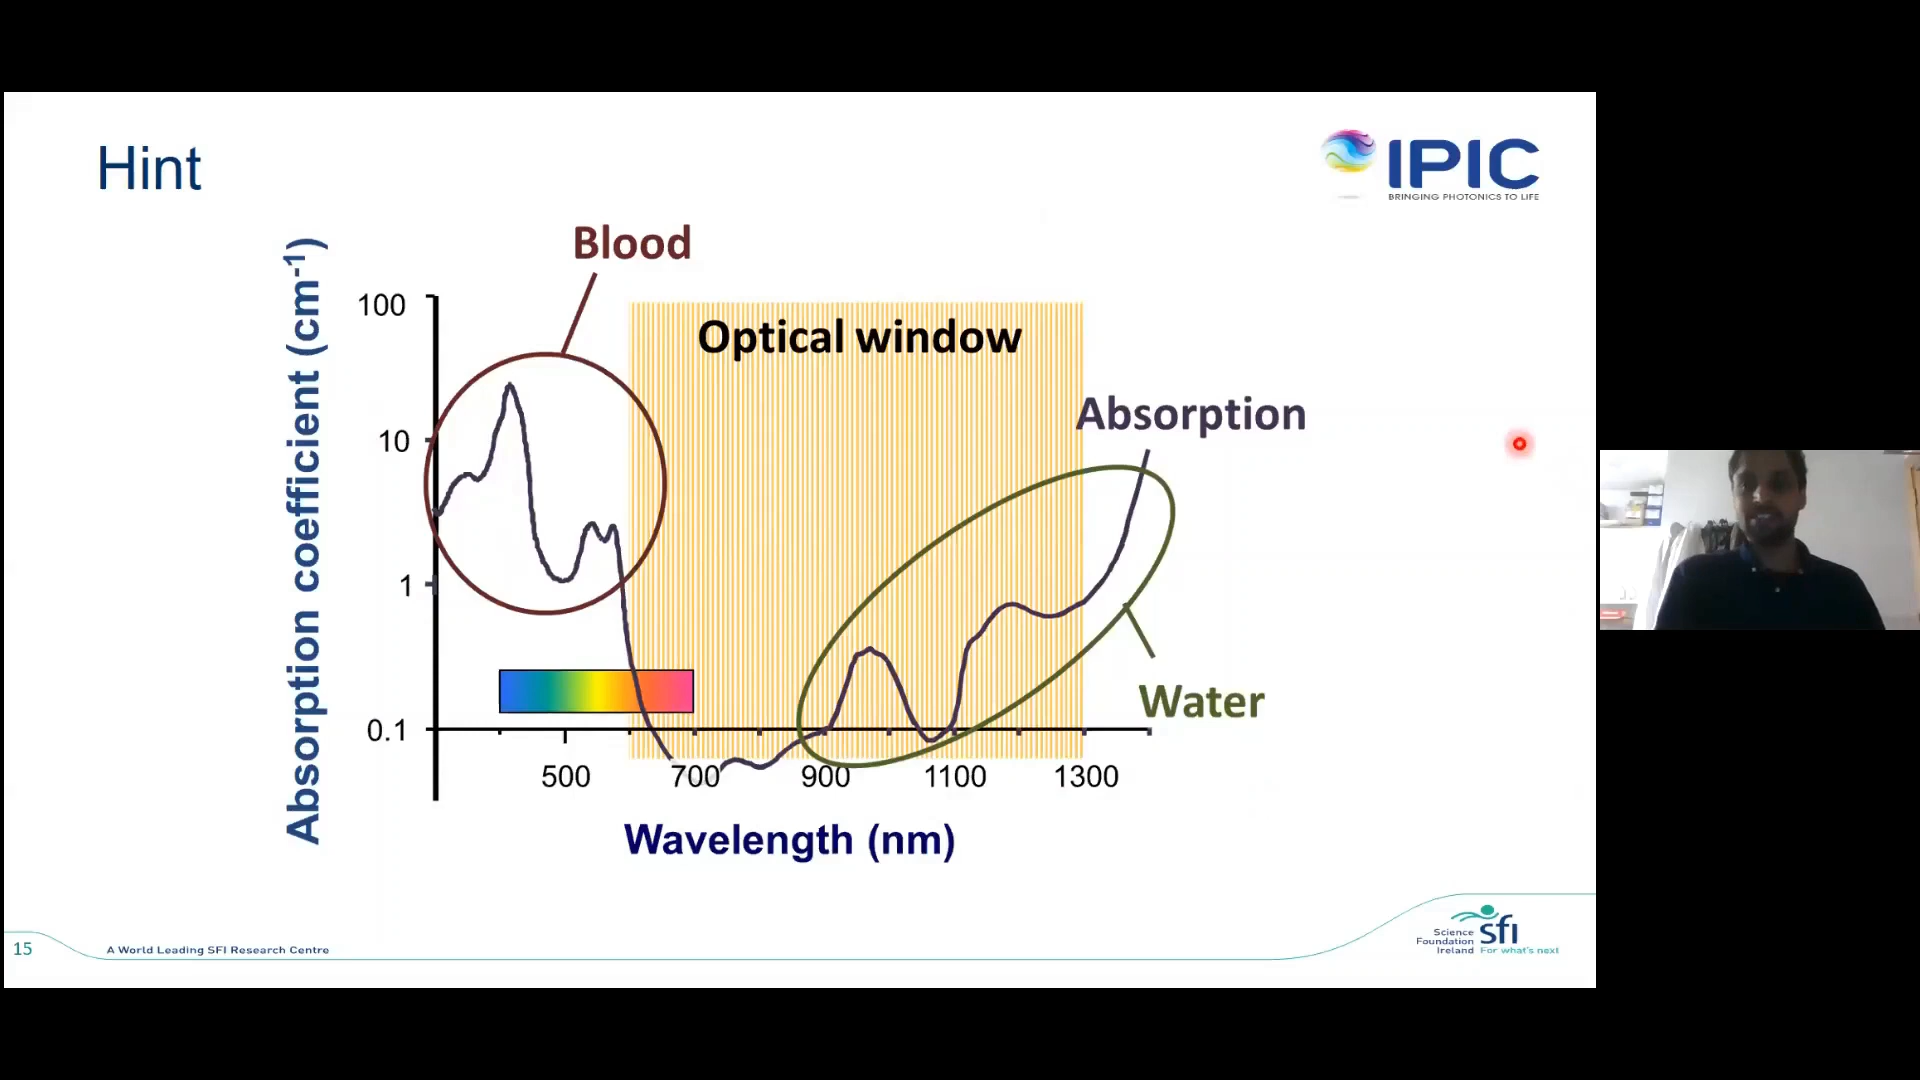 Hint
IPIC
BRINGING PHOTONICS TO LIFE
Blood
Optical window
Absorption
Water
Absorption coefficient (cm-1)
100
10
1
0.1
500 700 900 1100 1300
Wavelength (nm)
15
A World Leading SFI Research Centre
Science
Foundation
Ireland
sfi
For what's next